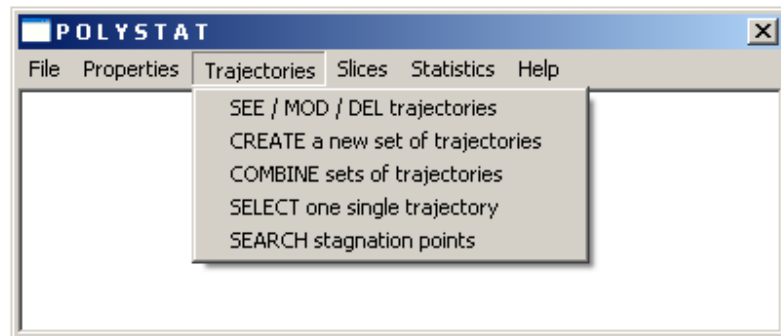 POLYSTAT
File Properties Trajectories Slices Statistics Help
SEE / MOD / DEL trajectories
CREATE a new set of trajectories
COMBINE sets of trajectories
SELECT one single trajectory
SEARCH stagnation points